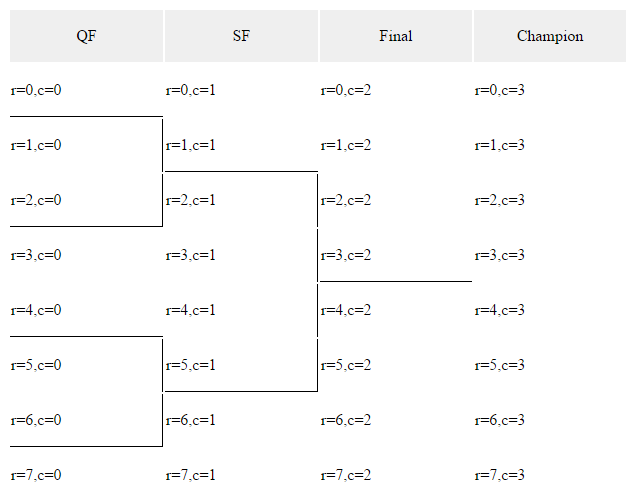 QF SF Final Champion
r=0,c=0 r=0,c=1 r=0,c=2 r=0,c=3
r=1,c=0 r=1,c=1 r=1,c=2 r=1,c=3
r=2,c=0 r=2,c=1 r=2,c=2 r=2,c=3
r=3,c=0 r=3,c=1 r=3,c=2 r=3,c=3
r=4,c=0 r=4,c=1 r=4,c=2 r=4,c=3
r=5,c=0 r=5,c=1 r=5,c=2 r=5,c=3
r=6,c=0 r=6,c=1 r=6,c=2 r=6,c=3
r=7,c=0 r=7,c=1 r=7,c=2 r=7,c=3